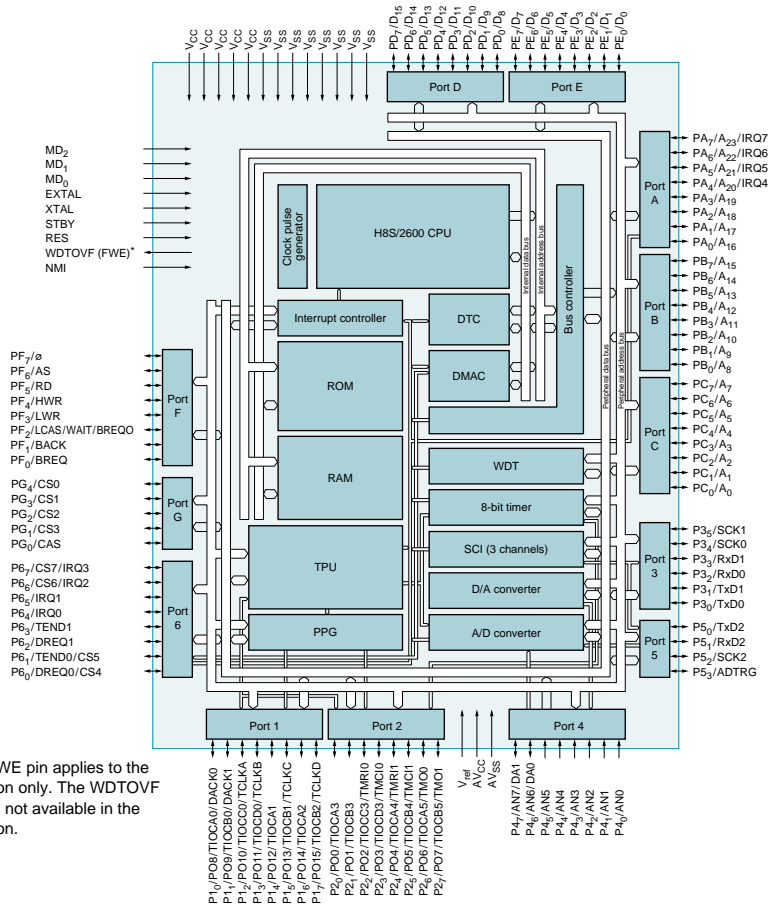 VCC
VCC
VCC
VCC
VCC
VSS
VSS
VSS
VSS
VSS
VSS
VSS
VSS
PD7/D15
PD6/D14
PD5/D13
PD4/D12
PD3/D11
PD2/D10
PD1/D9
PD0/D8
PE7/D7
PE6/D6
PE5/D5
PE4/D4
PE3/D3
PE2/D2
PE1/D1
PE0/D0
Port D
Port E
MD2
MD1
MD0
EXTAL
XTAL
STBY
RES
WDTOVF (FWE)*
NMI
Clock pulse
generator
H8S/2600 CPU
Internal data bus
Internal address bus
Bus controller
Peripheral data bus
Peripheral address bus
Interrupt controller
DTC
ROM
DMAC
RAM
WDT
8-bit timer
TPU
SCI (3 channels)
D/A converter
PPG
A/D converter
Port
A
PA7/A23/IRQ7
PA6/A22/IRQ6
PA5/A21/IRQ5
PA4/A20/IRQ4
PA3/A19
PA2/A18
PA1/A17
PA0/A16
Port
B
PB7/A15
PB6/A14
PB5/A13
PB4/A12
PB3/A11
PB2/A10
PB1/A9
PB0/A8
Port
C
PC7/A7
PC6/A6
PC5/A5
PC4/A4
PC3/A3
PC2/A2
PC1/A1
PC0/A0
Port
3
P35/SCK1
P34/SCK0
P33/RxD1
P32/RxD0
P31/TxD1
P30/TxD0
Port
5
P50/TxD2
P51/RxD2
P52/SCK2
P53/ADTRG
PF7/ø
PF6/AS
PF5/RD
PF4/HWR
PF3/LWR
PF2/LCAS/WAIT/BREQO
PF1/BACK
PF0/BREQ
Port
F
PG4/CS0
PG3/CS1
PG2/CS2
PG1/CS3
PG0/CAS
Port
G
P67/CS7/IRQ3
P66/CS6/IRQ2
P65/IRQ1
P64/IRQ0
P63/TEND1
P62/DREQ1
P61/TEND0/CS5
P60/DREQ0/CS4
Port
6
Port 1
Port 2
Port 4
P10/PO8/TIOCA0/DACK0
P11/PO9/TIOCB0/DACK1
P12/PO10/TIOCC0/TCLKA
P13/PO11/TIOCD0/TCLKB
P14/PO12/TIOCA1
P15/PO13/TIOCB1/TCLKC
P16/PO14/TIOCA2
P17/PO15/TIOCB2/TCLKD
P20/PO0/TIOCA3
P21/PO1/TIOCB3
P22/PO2/TIOCC3/TMRI0
P23/PO3/TIOCD3/TMCI0
P24/PO4/TIOCA4/TMRI1
P25/PO5/TIOCB4/TMCI1
P26/PO6/TIOCA5/TMO0
P27/PO7/TIOCB5/TMO1
Vref
AVCC
AVSS
P47/AN7/DA1
P46/AN6/DA0
P45/AN5
P44/AN4
P43/AN3
P42/AN2
P41/AN1
P40/AN0
WE pin applies to the
on only. The WDTOVF
s not available in the
on.